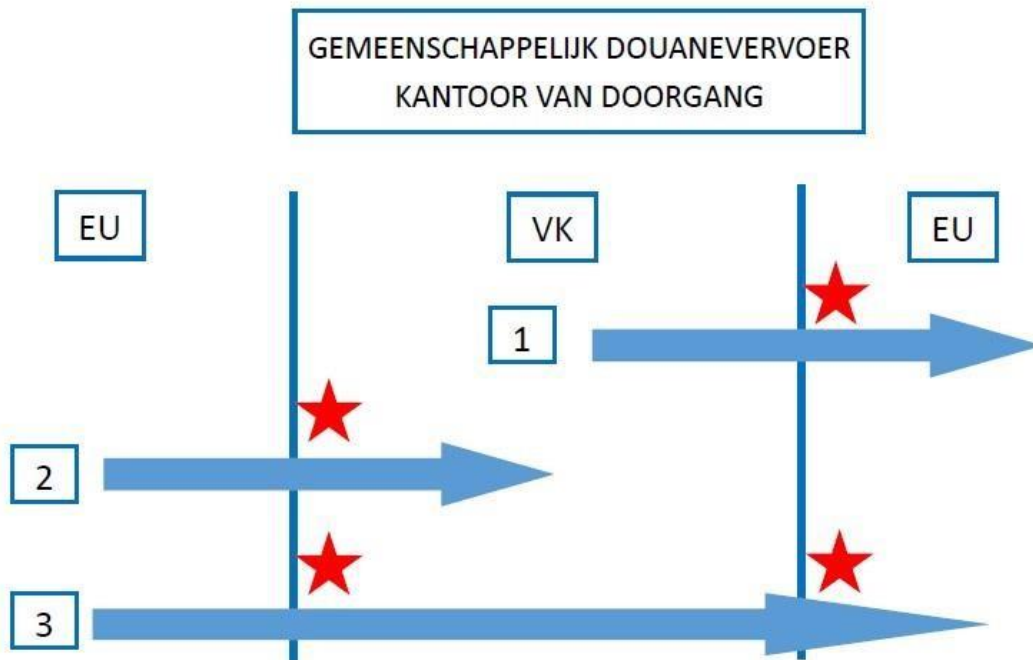 GEMEENSCHAPPELIJK DOUANEVERVOER
KANTOOR VAN DOORGANG
EU
VK
EU
1
2
3